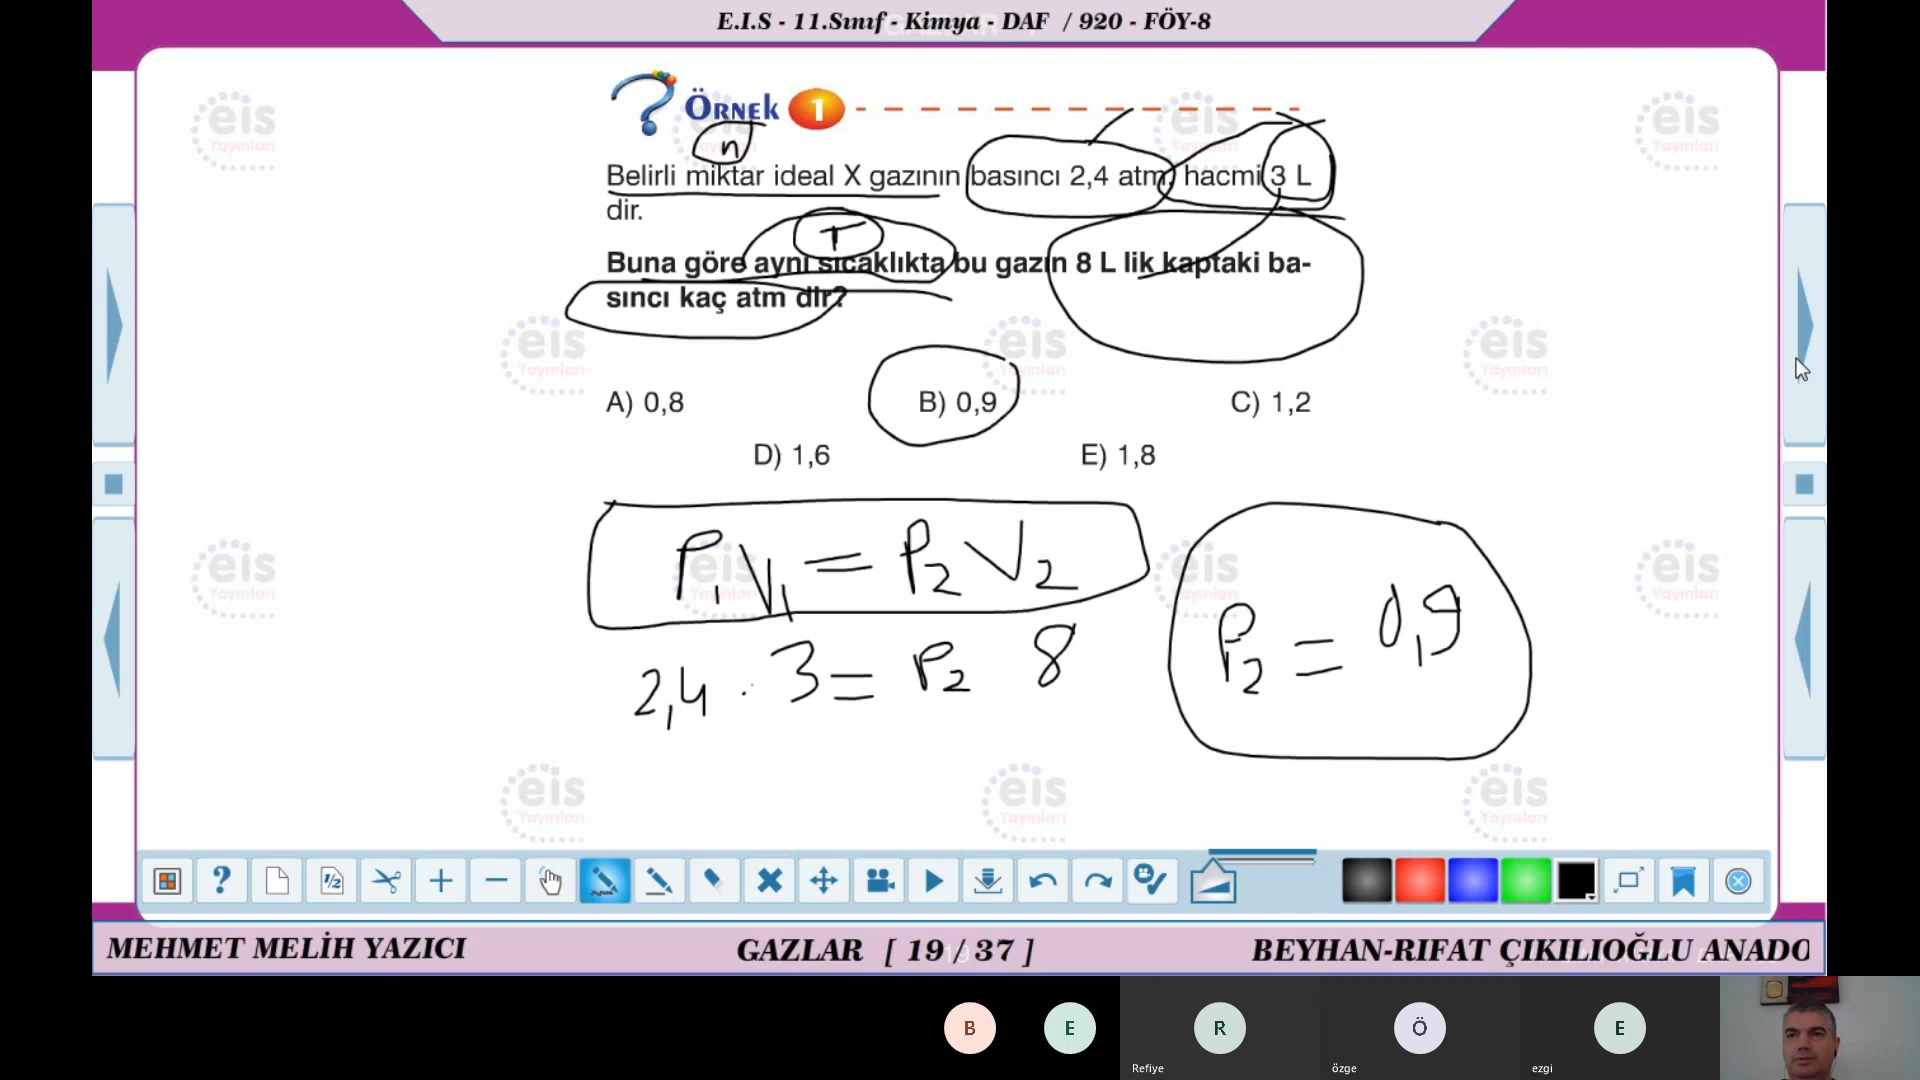 E.I.S - 11.Sınıf - Kimya - DAF / 920 - FÖY-8
ÖRNEK 1
n
Belirli miktar ideal X gazının basıncı 2,4 atm, hacmi 3 L
dir.
T
Buna göre aynı sıcaklıkta bu gazın 8 L lik kaptaki ba-
sıncı kaç atm dir?
A) 0,8 B) 0,9 C) 1,2
D) 1,6 E) 1,8
P₁V₁ = P₂V₂
2,4 . 3 = P₂ 8
P₂ = 0,9
eis Yayınları
MEHMET MELİH YAZICI GAZLAR [ 19 / 37 ] BEYHAN-RIFAT ÇIKILIOĞLU ANADO
B E R Ö E
Refiye özge ezgi